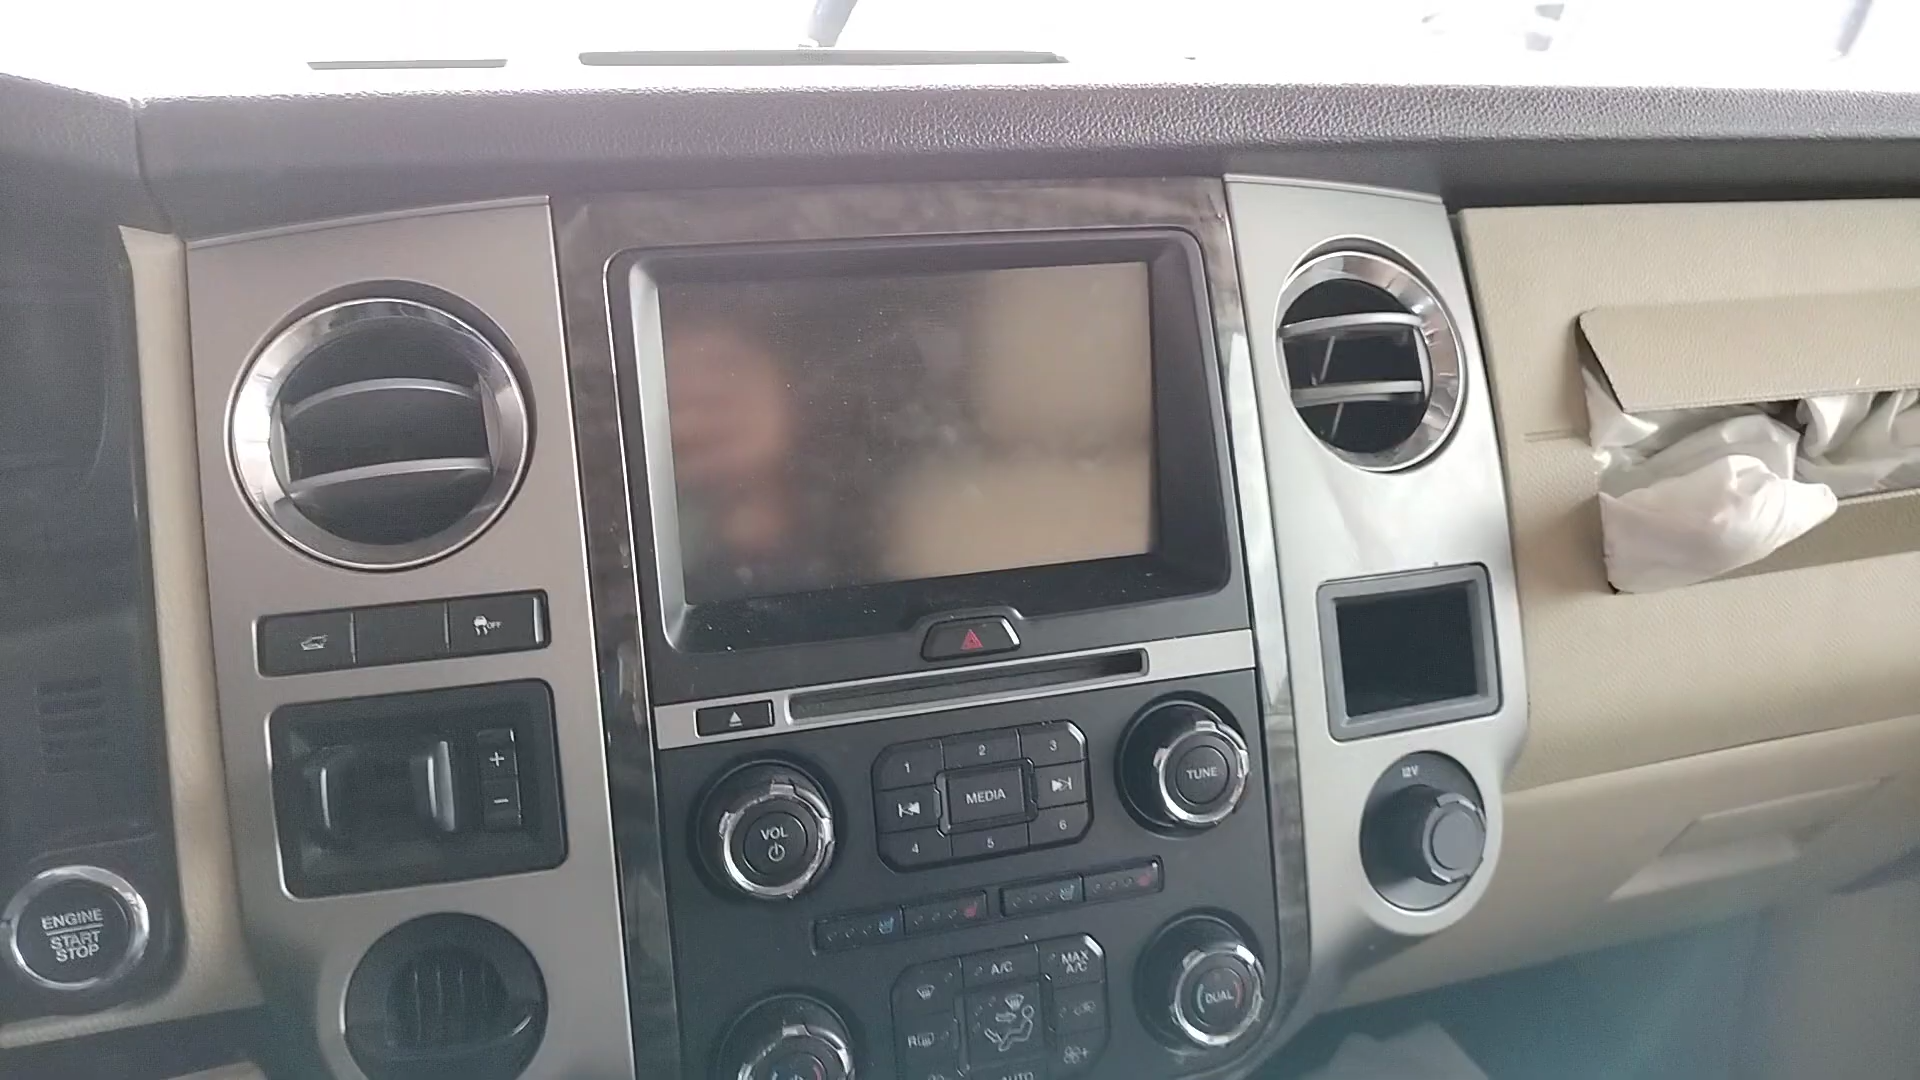 OFF
+
−
1
2
3
MEDIA
4
5
6
VOL
TUNE
12V
ENGINE
START
STOP
A/C
MAX
A/C
R
DUAL
AUTO